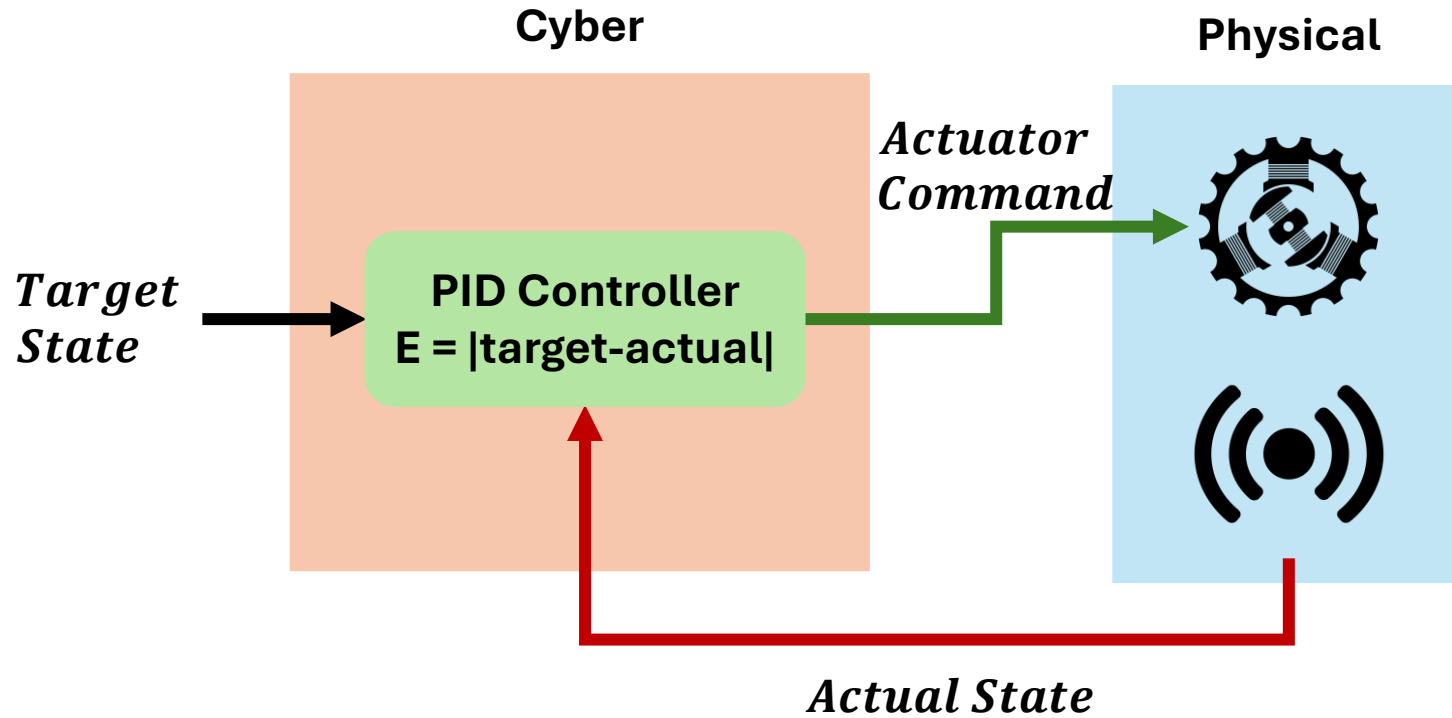 Cyber
Physical
Actuator
Command
Target
State
PID Controller
E = |target-actual|
Actual State